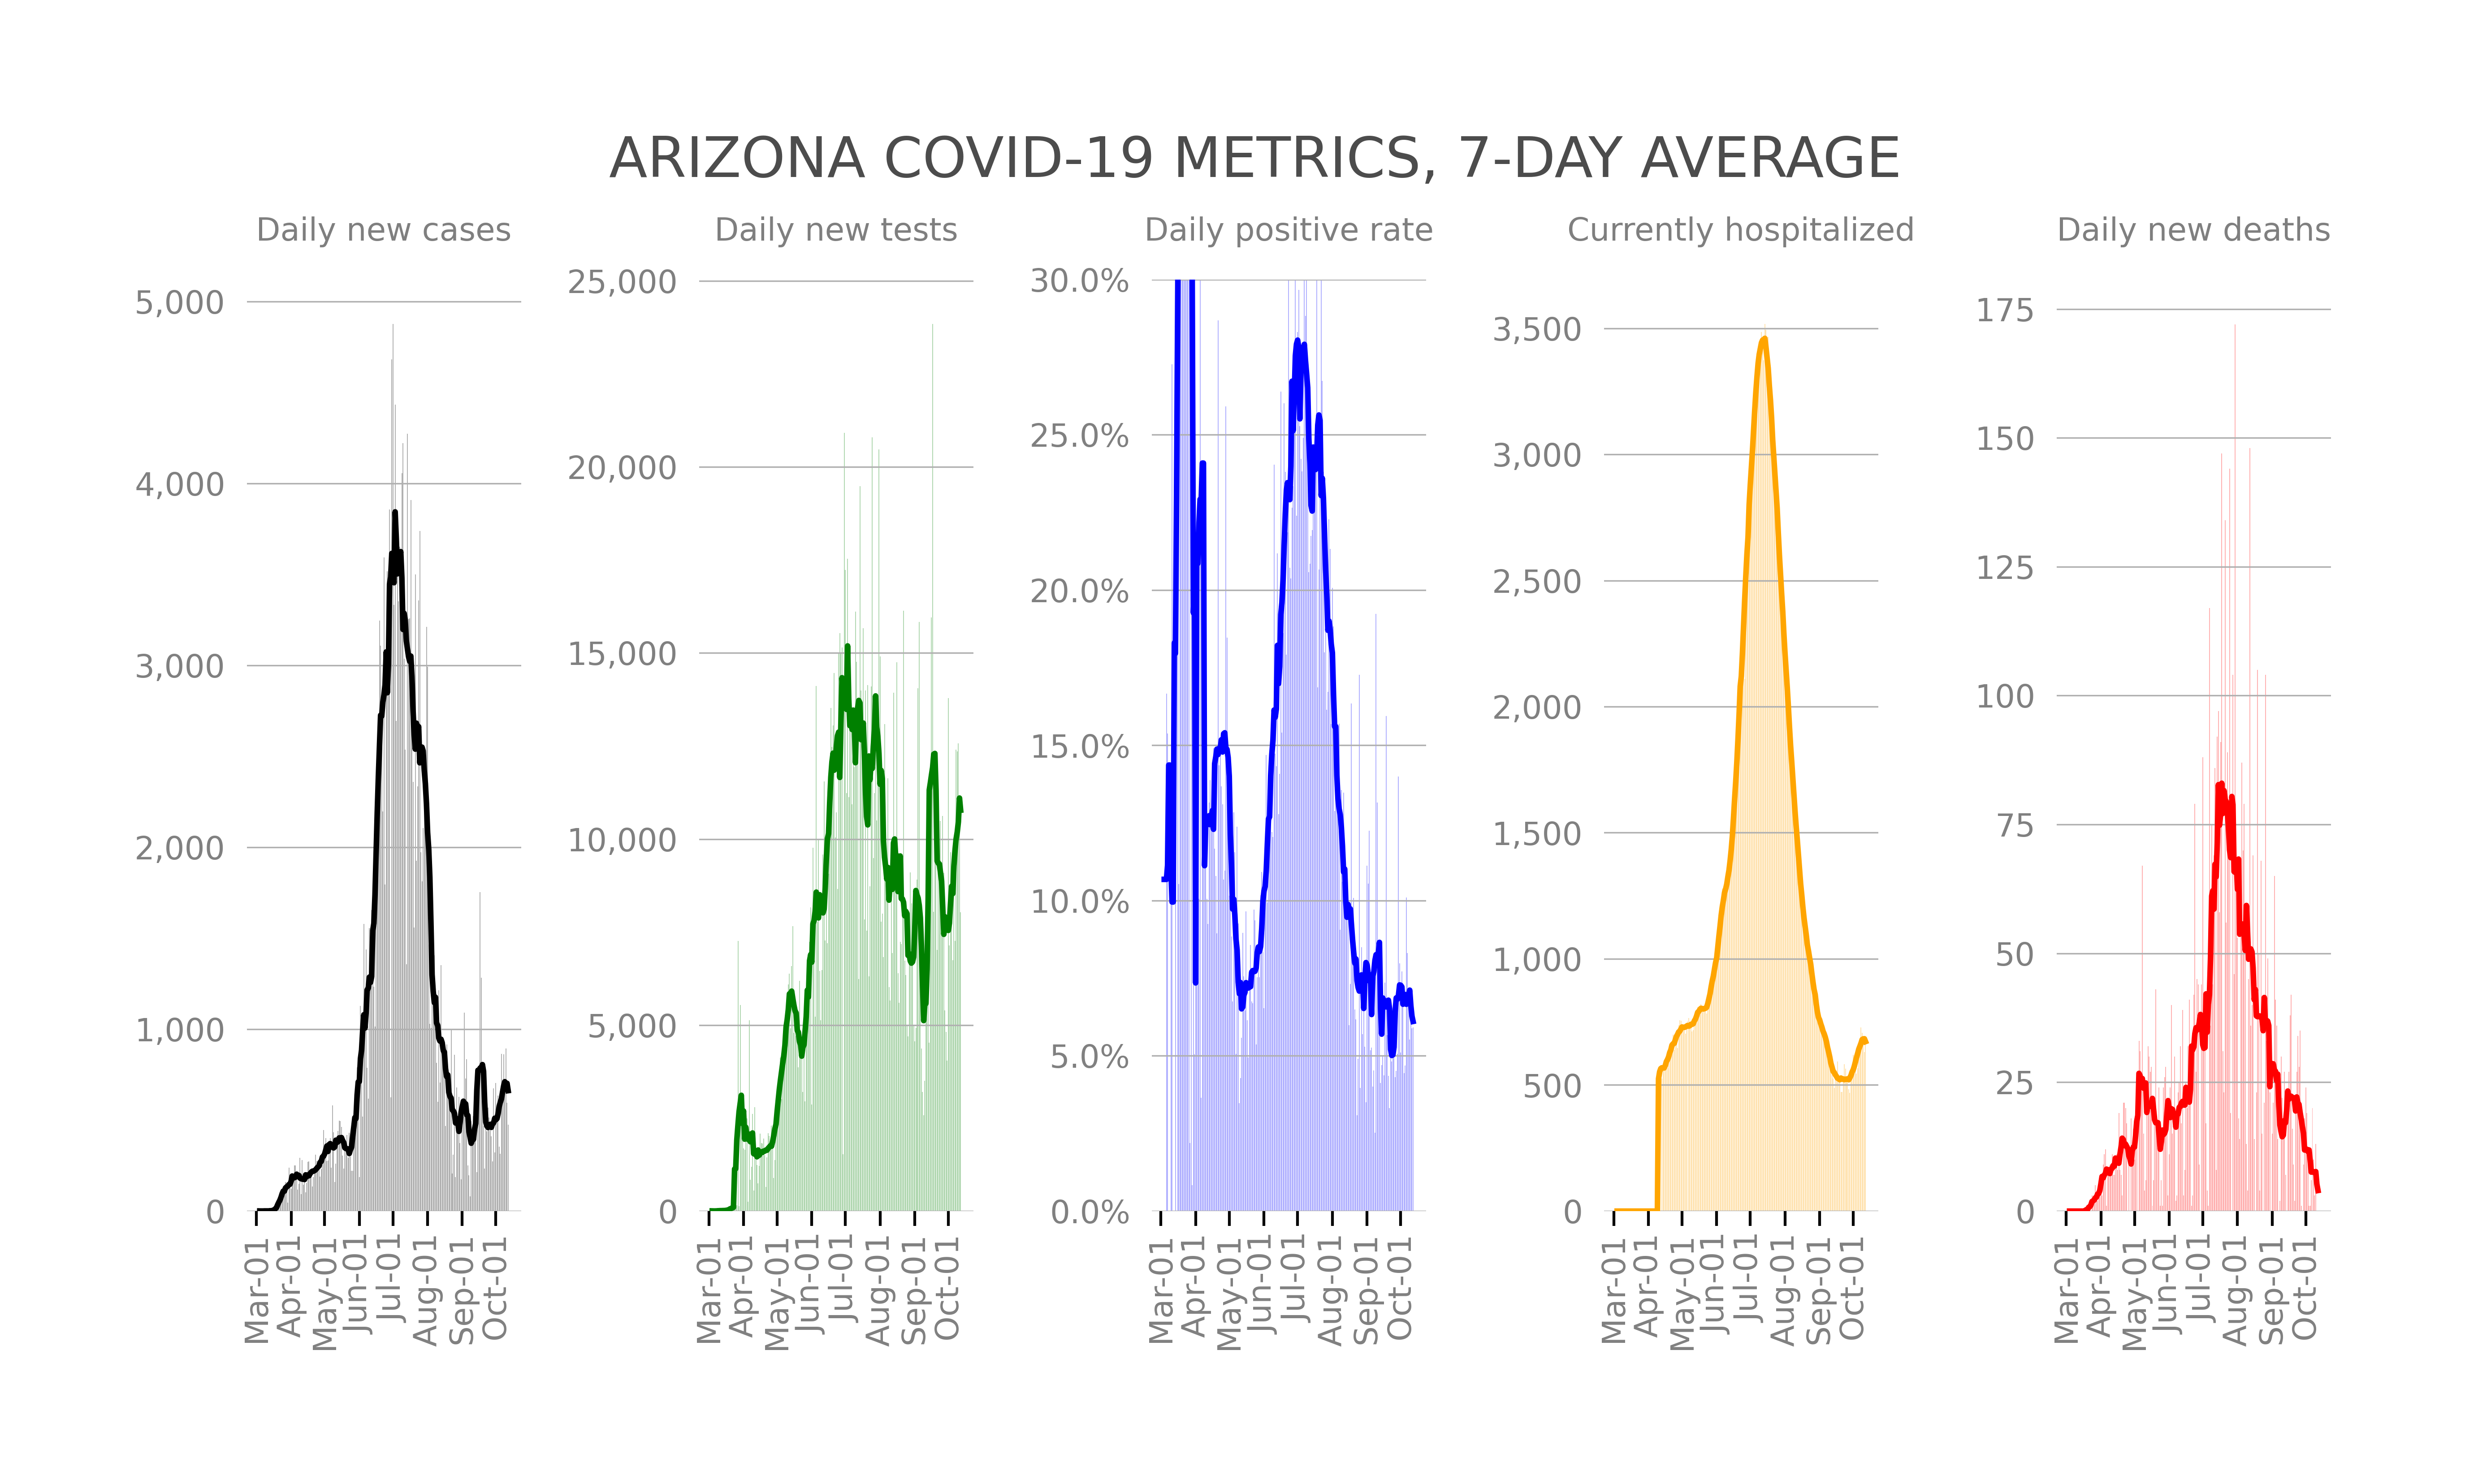 ARIZONA COVID-19 METRICS, 7-DAY AVERAGE
Daily new cases
5,000
4,000
3,000
2,000
1,000
0
Mar-01
Apr-01
May-01
Jun-01
Jul-01
Aug-01
Sep-01
Oct-01
Daily new tests
25,000
20,000
15,000
10,000
5,000
0
Mar-01
Apr-01
May-01
Jun-01
Jul-01
Aug-01
Sep-01
Oct-01
Daily positive rate
30.0%
25.0%
20.0%
15.0%
10.0%
5.0%
0.0%
Mar-01
Apr-01
May-01
Jun-01
Jul-01
Aug-01
Sep-01
Oct-01
Currently hospitalized
3,500
3,000
2,500
2,000
1,500
1,000
500
0
Mar-01
Apr-01
May-01
Jun-01
Jul-01
Aug-01
Sep-01
Oct-01
Daily new deaths
175
150
125
100
75
50
25
0
Mar-01
Apr-01
May-01
Jun-01
Jul-01
Aug-01
Sep-01
Oct-01